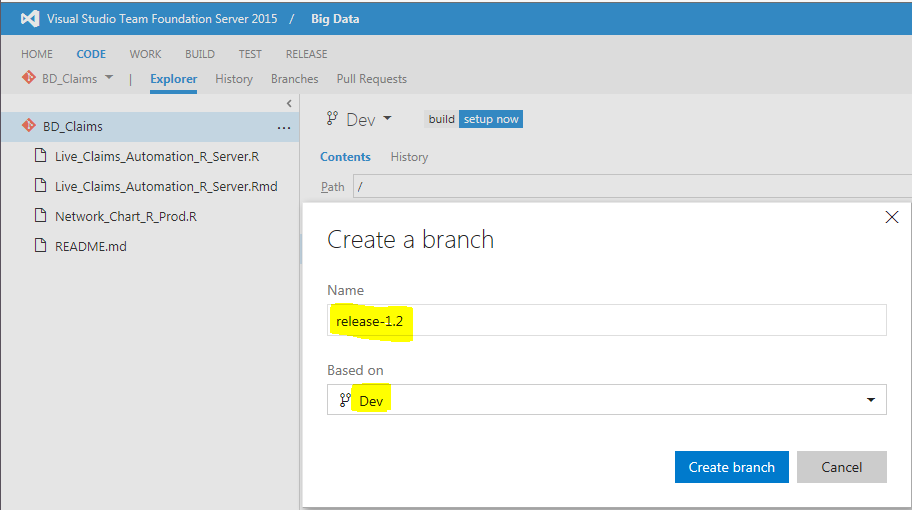 Visual Studio Team Foundation Server 2015 / Big Data
HOME CODE WORK BUILD TEST RELEASE
BD_Claims | Explorer History Branches Pull Requests
BD_Claims ...
Live_Claims_Automation_R_Server.R
Live_Claims_Automation_R_Server.Rmd
Network_Chart_R_Prod.R
README.md
Dev build setup now
Contents History
Path /
Create a branch
Name
release-1.2
Based on
Dev
Create branch Cancel